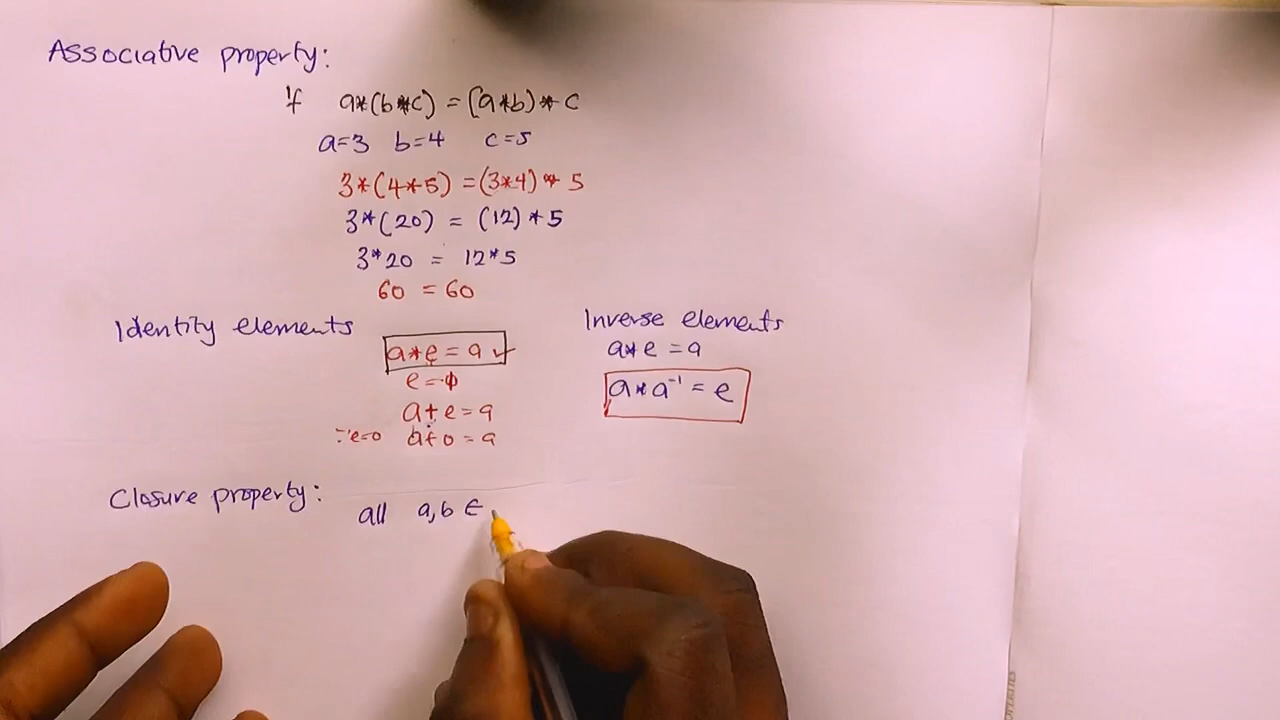 Associative property:
If a*(b*c) = (a*b)*c
a=3 b=4 c=5
3*(4*5) = (3*4)*5
3*(20) = (12)*5
3*20 = 12*5
60 = 60
Identity elements
a*e = a ✓
a+e = a
∵e=0 a+0 = a
Inverse elements
a*e = a
a*a⁻¹ = e
Closure property:
all a,b ∈